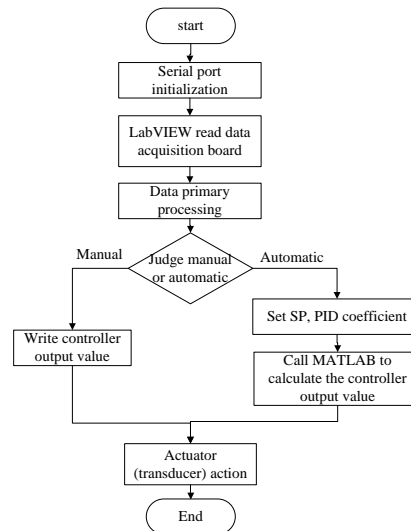 start
Serial port
initialization
LabVIEW read data
acquisition board
Data primary
processing
Manual
Judge manual
or automatic
Automatic
Set SP, PID coefficient
Write controller
output value
Call MATLAB to
calculate the controller
output value
Actuator
(transducer) action
End